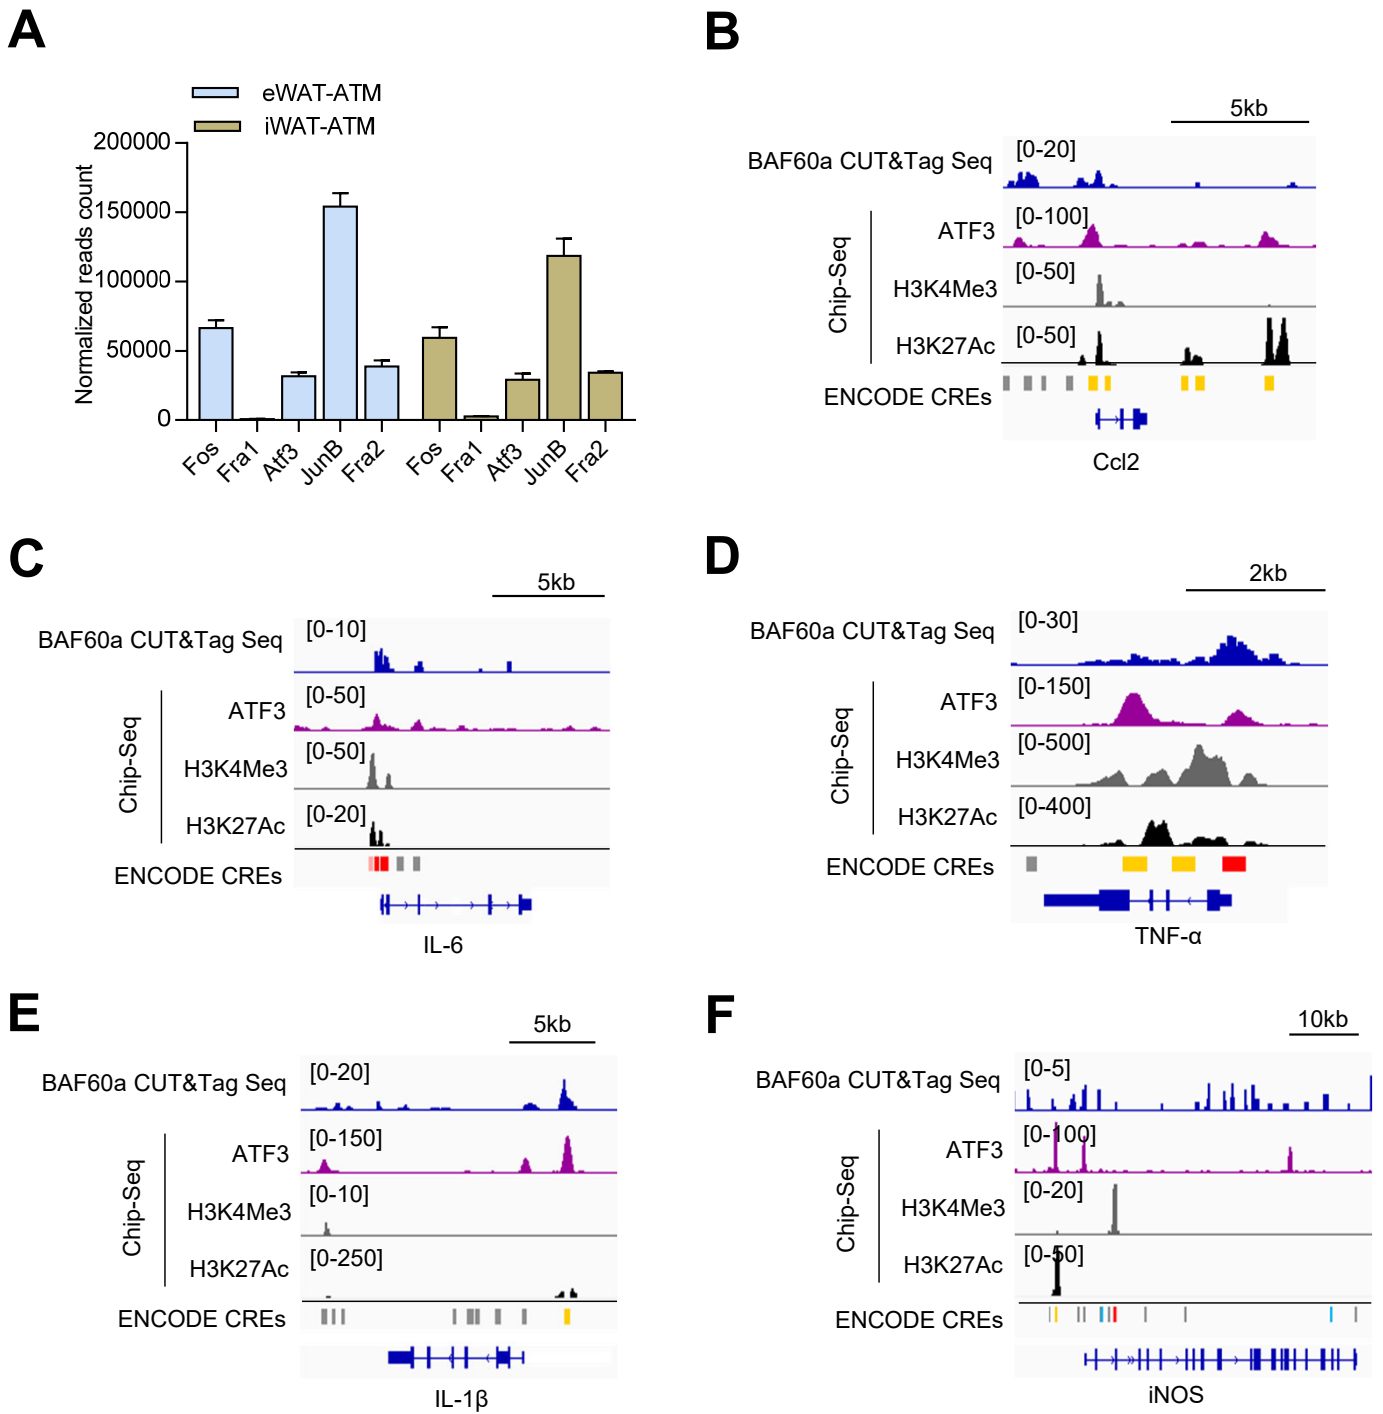 A
eWAT-ATM
iWAT-ATM
Normalized reads count
200000
150000
100000
50000
0
Fos
Fra1
Atf3
JunB
Fra2
Fos
Fra1
Atf3
JunB
Fra2
B
5kb
BAF60a CUT&Tag Seq
[0-20]
Chip-Seq
ATF3
[0-100]
H3K4Me3
[0-50]
H3K27Ac
[0-50]
ENCODE CREs
Ccl2
C
5kb
BAF60a CUT&Tag Seq
[0-10]
Chip-Seq
ATF3
[0-50]
H3K4Me3
[0-50]
H3K27Ac
[0-20]
ENCODE CREs
IL-6
D
2kb
BAF60a CUT&Tag Seq
[0-30]
Chip-Seq
ATF3
[0-150]
H3K4Me3
[0-500]
H3K27Ac
[0-400]
ENCODE CREs
TNF-α
E
5kb
BAF60a CUT&Tag Seq
[0-20]
Chip-Seq
ATF3
[0-150]
H3K4Me3
[0-10]
H3K27Ac
[0-250]
ENCODE CREs
IL-1β
F
10kb
BAF60a CUT&Tag Seq
[0-5]
Chip-Seq
ATF3
[0-100]
H3K4Me3
[0-20]
H3K27Ac
[0-50]
ENCODE CREs
iNOS